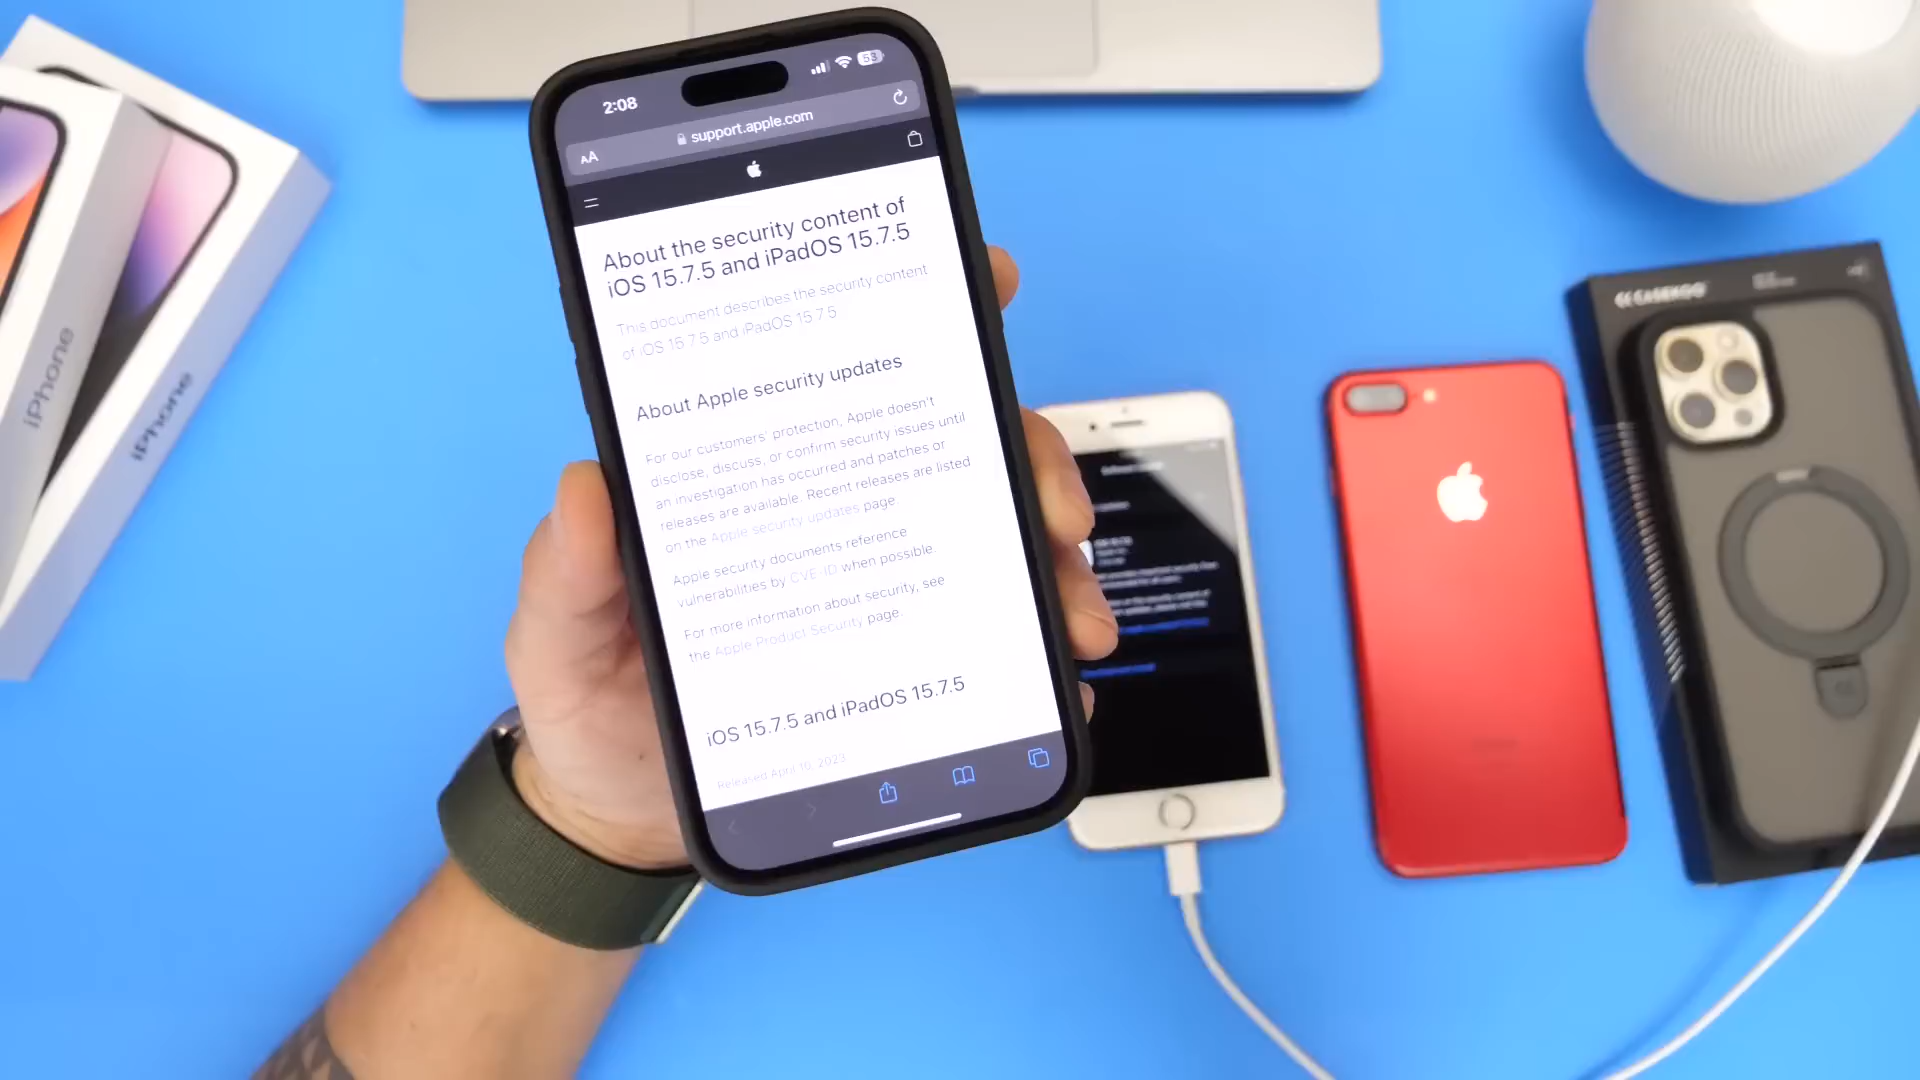 2:08
53
AA
support.apple.com
About the security content of
iOS 15.7.5 and iPadOS 15.7.5
This document describes the security content
of iOS 15.7.5 and iPadOS 15.7.5
About Apple security updates
For our customers' protection, Apple doesn't
disclose, discuss, or confirm security issues until
an investigation has occurred and patches or
releases are available. Recent releases are listed
on the Apple security updates page.
Apple security documents reference
vulnerabilities by CVE-ID when possible.
For more information about security, see
the Apple Product Security page.
iOS 15.7.5 and iPadOS 15.7.5
Released April 10, 2023
iPhone
iPhone
CASEKOO